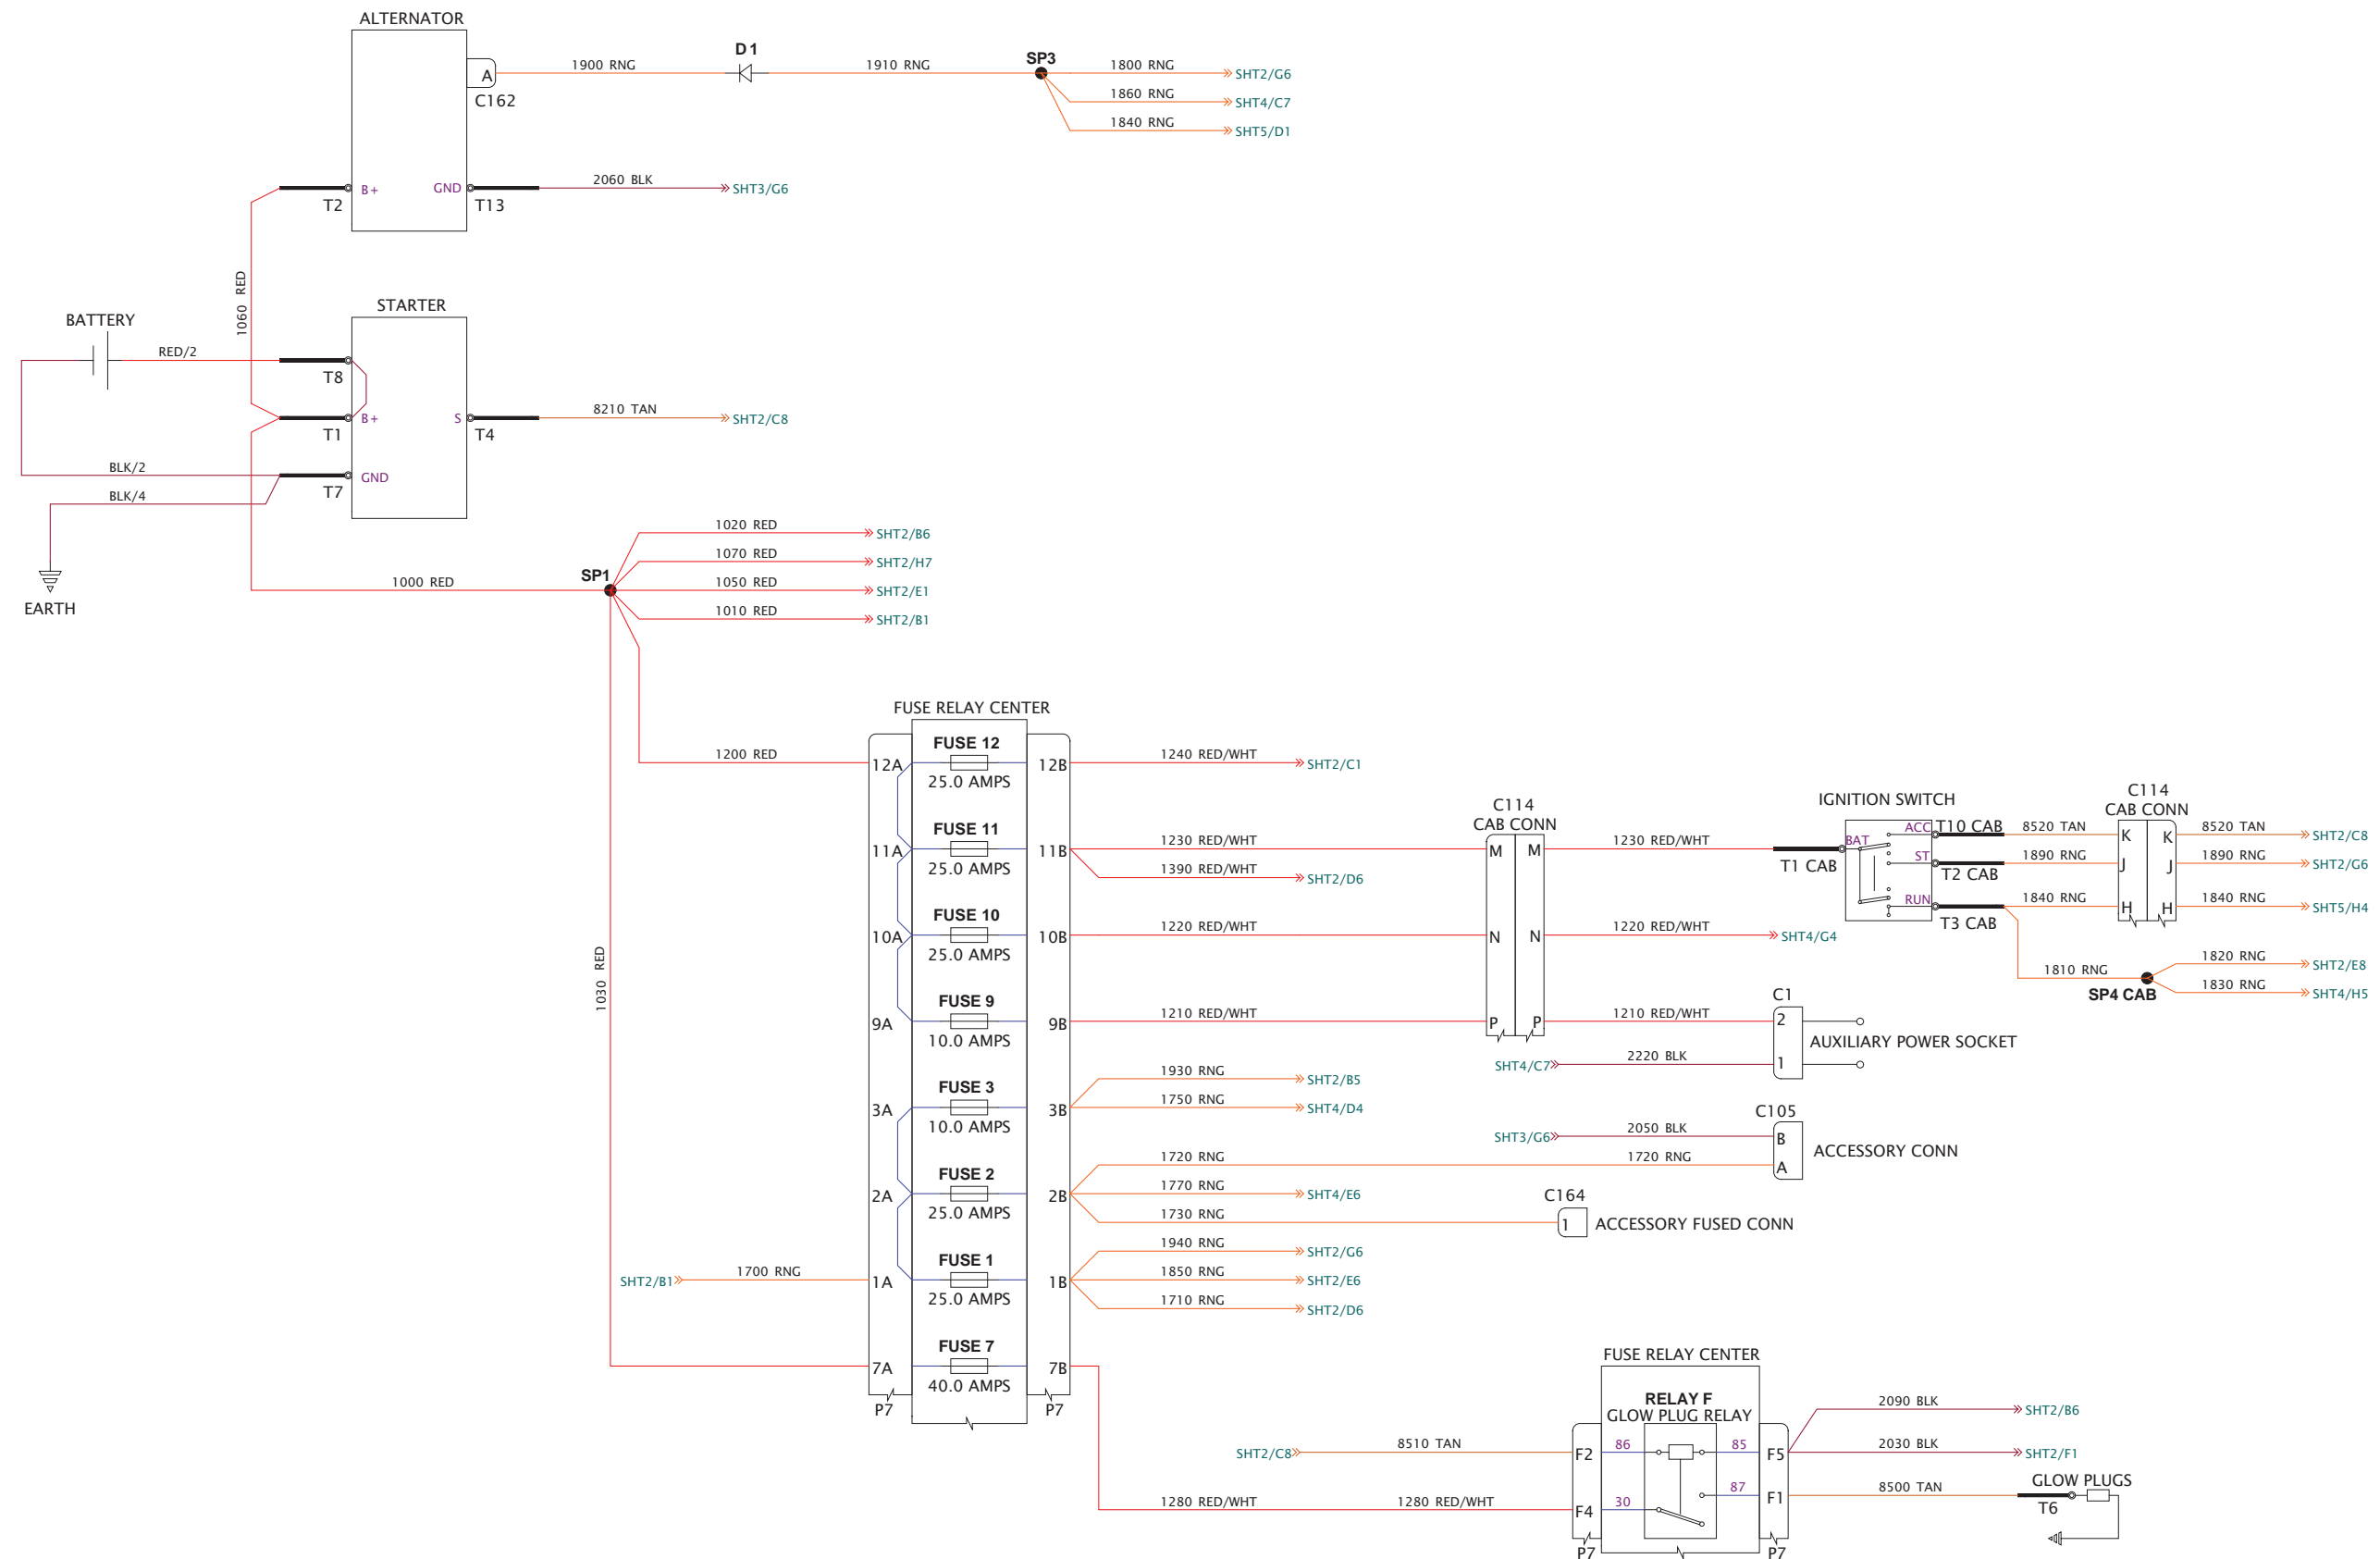 ALTERNATOR
A
C162
1900 RNG
D1
1910 RNG
SP3
1800 RNG
SHT2/G6
1860 RNG
SHT4/C7
1840 RNG
SHT5/D1
T2
B+
GND
T13
2060 BLK
SHT3/G6
1060 RED
STARTER
BATTERY
RED/2
T8
T1
B+
S
T4
8210 TAN
SHT2/C8
BLK/2
T7
GND
BLK/4
EARTH
1000 RED
SP1
1020 RED
SHT2/B6
1070 RED
SHT2/H7
1050 RED
SHT2/E1
1010 RED
SHT2/B1
1200 RED
1030 RED
FUSE RELAY CENTER
12A
FUSE 12
25.0 AMPS
12B
1240 RED/WHT
SHT2/C1
11A
FUSE 11
25.0 AMPS
11B
1230 RED/WHT
1390 RED/WHT
SHT2/D6
10A
FUSE 10
25.0 AMPS
10B
1220 RED/WHT
9A
FUSE 9
10.0 AMPS
9B
1210 RED/WHT
3A
FUSE 3
10.0 AMPS
3B
1930 RNG
SHT2/B5
1750 RNG
SHT4/D4
2A
FUSE 2
25.0 AMPS
2B
1720 RNG
1720 RNG
1770 RNG
SHT4/E6
1730 RNG
SHT2/B1
1700 RNG
1A
FUSE 1
25.0 AMPS
1B
1940 RNG
SHT2/G6
1850 RNG
SHT2/E6
1710 RNG
SHT2/D6
7A
FUSE 7
40.0 AMPS
7B
P7
P7
C114
CAB CONN
M
M
1230 RED/WHT
N
N
1220 RED/WHT
SHT4/G4
P
P
1210 RED/WHT
IGNITION SWITCH
BAT
T1 CAB
ACC
T10 CAB
8520 TAN
ST
T2 CAB
1890 RNG
RUN
T3 CAB
1840 RNG
C114
CAB CONN
K
K
8520 TAN
SHT2/C8
J
J
1890 RNG
SHT2/G6
H
H
1840 RNG
SHT5/H4
1810 RNG
SP4 CAB
1820 RNG
SHT2/E8
1830 RNG
SHT4/H5
C1
2
1
AUXILIARY POWER SOCKET
SHT4/C7
2220 BLK
C105
B
A
ACCESSORY CONN
SHT3/G6
2050 BLK
C164
1
ACCESSORY FUSED CONN
FUSE RELAY CENTER
RELAY F
GLOW PLUG RELAY
SHT2/C8
8510 TAN
F2
86
85
F5
2090 BLK
SHT2/B6
2030 BLK
SHT2/F1
1280 RED/WHT
1280 RED/WHT
F4
30
87
F1
8500 TAN
GLOW PLUGS
T6
P7
P7